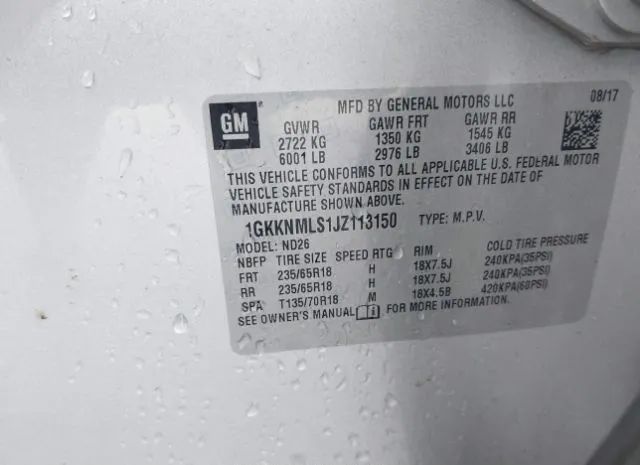 MFD BY GENERAL MOTORS LLC 08/17
GM
GVWR GAWR FRT GAWR RR
2722 KG 1350 KG 1545 KG
6001 LB 2976 LB 3406 LB
THIS VEHICLE CONFORMS TO ALL APPLICABLE U.S. FEDERAL MOTOR
VEHICLE SAFETY STANDARDS IN EFFECT ON THE DATE OF
MANUFACTURE SHOWN ABOVE.
1GKKNMLS1JZ113150 TYPE: M.P.V.
MODEL: ND26
NBFP TIRE SIZE SPEED RTG RIM COLD TIRE PRESSURE
FRT 235/65R18 H 18X7.5J 240KPA(35PSI)
RR 235/65R18 H 18X7.5J 240KPA(35PSI)
SPA T135/70R18 M 18X4.5B 420KPA(60PSI)
SEE OWNER'S MANUAL FOR MORE INFORMATION